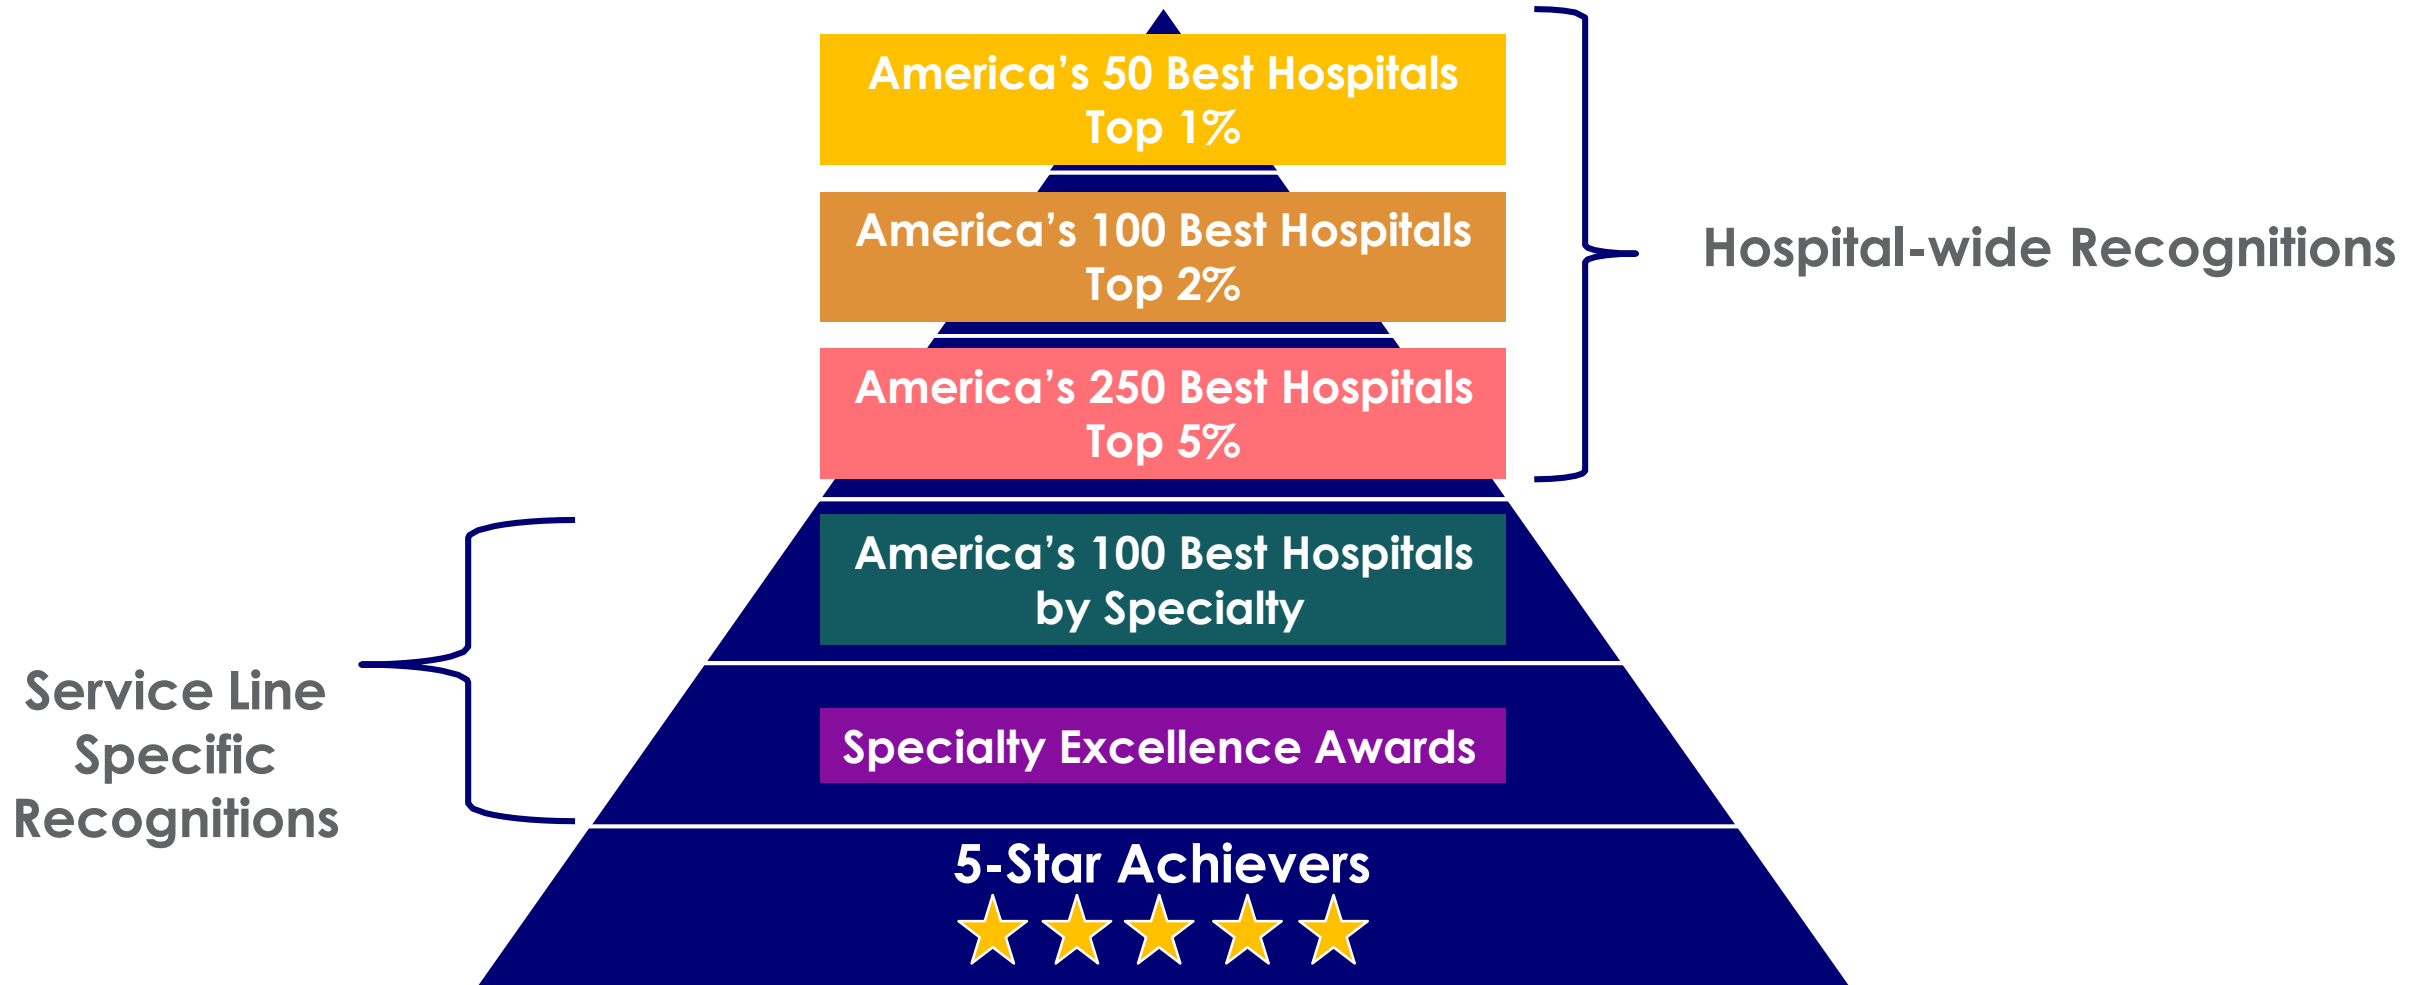 America’s 50 Best Hospitals
Top 1%
America’s 100 Best Hospitals
Top 2%
Hospital-wide Recognitions
America’s 250 Best Hospitals
Top 5%
America’s 100 Best Hospitals
by Specialty
Service Line
Specific
Recognitions
Specialty Excellence Awards
5-Star Achievers